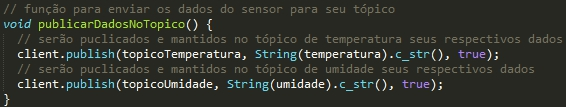 // função para enviar os dados do sensor para seu tópico
void publicarDadosNoTopico() {
// serão puclicados e mantidos no tópico de temperatura seus respectivos dados
client.publish(topicoTemperatura, String(temperatura).c_str(), true);
// serão puclicados e mantidos no tópico de umidade seus respectivos dados
client.publish(topicoUmidade, String(umidade).c_str(), true);
}